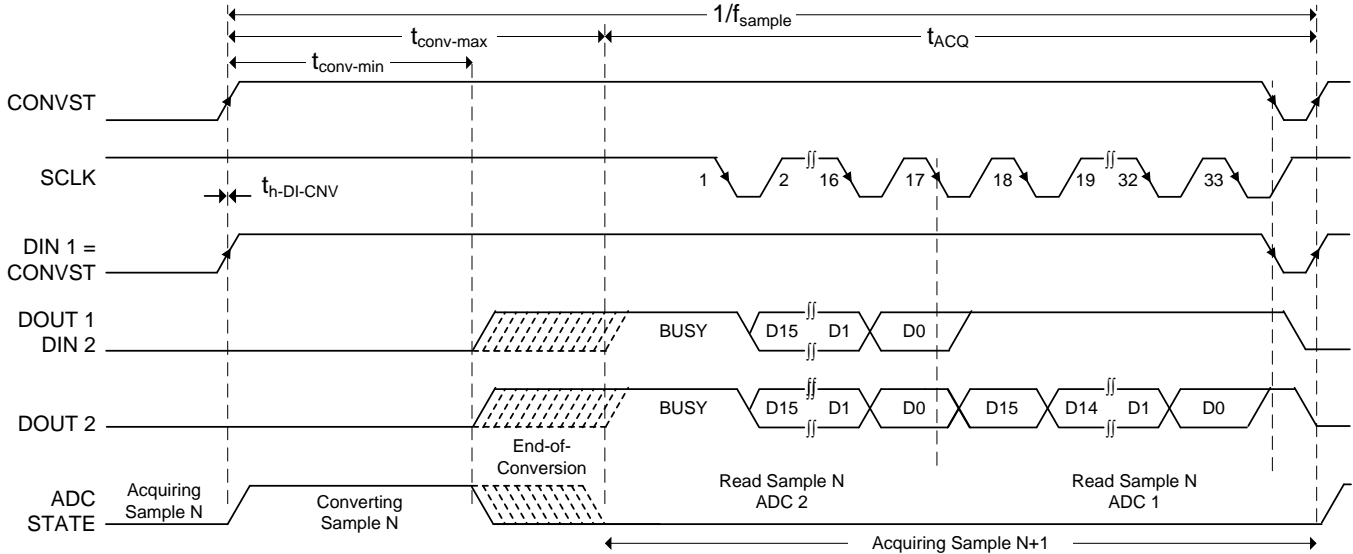 1/fsample
tconv-max
tACQ
tconv-min
CONVST
SCLK
1 2 16 17 18 19 32 33
th-DI-CNV
DIN 1 =
CONVST
DOUT 1
DIN 2
BUSY D15 D1 D0
DOUT 2
BUSY D15 D1 D0 D15 D14 D1 D0
End-of-
Conversion
ADC
STATE
Acquiring
Sample N
Converting
Sample N
Read Sample N
ADC 2
Read Sample N
ADC 1
Acquiring Sample N+1